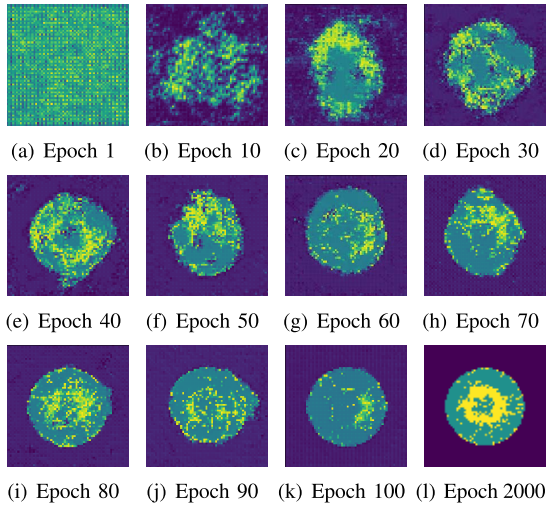 (a) Epoch 1 (b) Epoch 10 (c) Epoch 20 (d) Epoch 30
(e) Epoch 40 (f) Epoch 50 (g) Epoch 60 (h) Epoch 70
(i) Epoch 80 (j) Epoch 90 (k) Epoch 100 (l) Epoch 2000